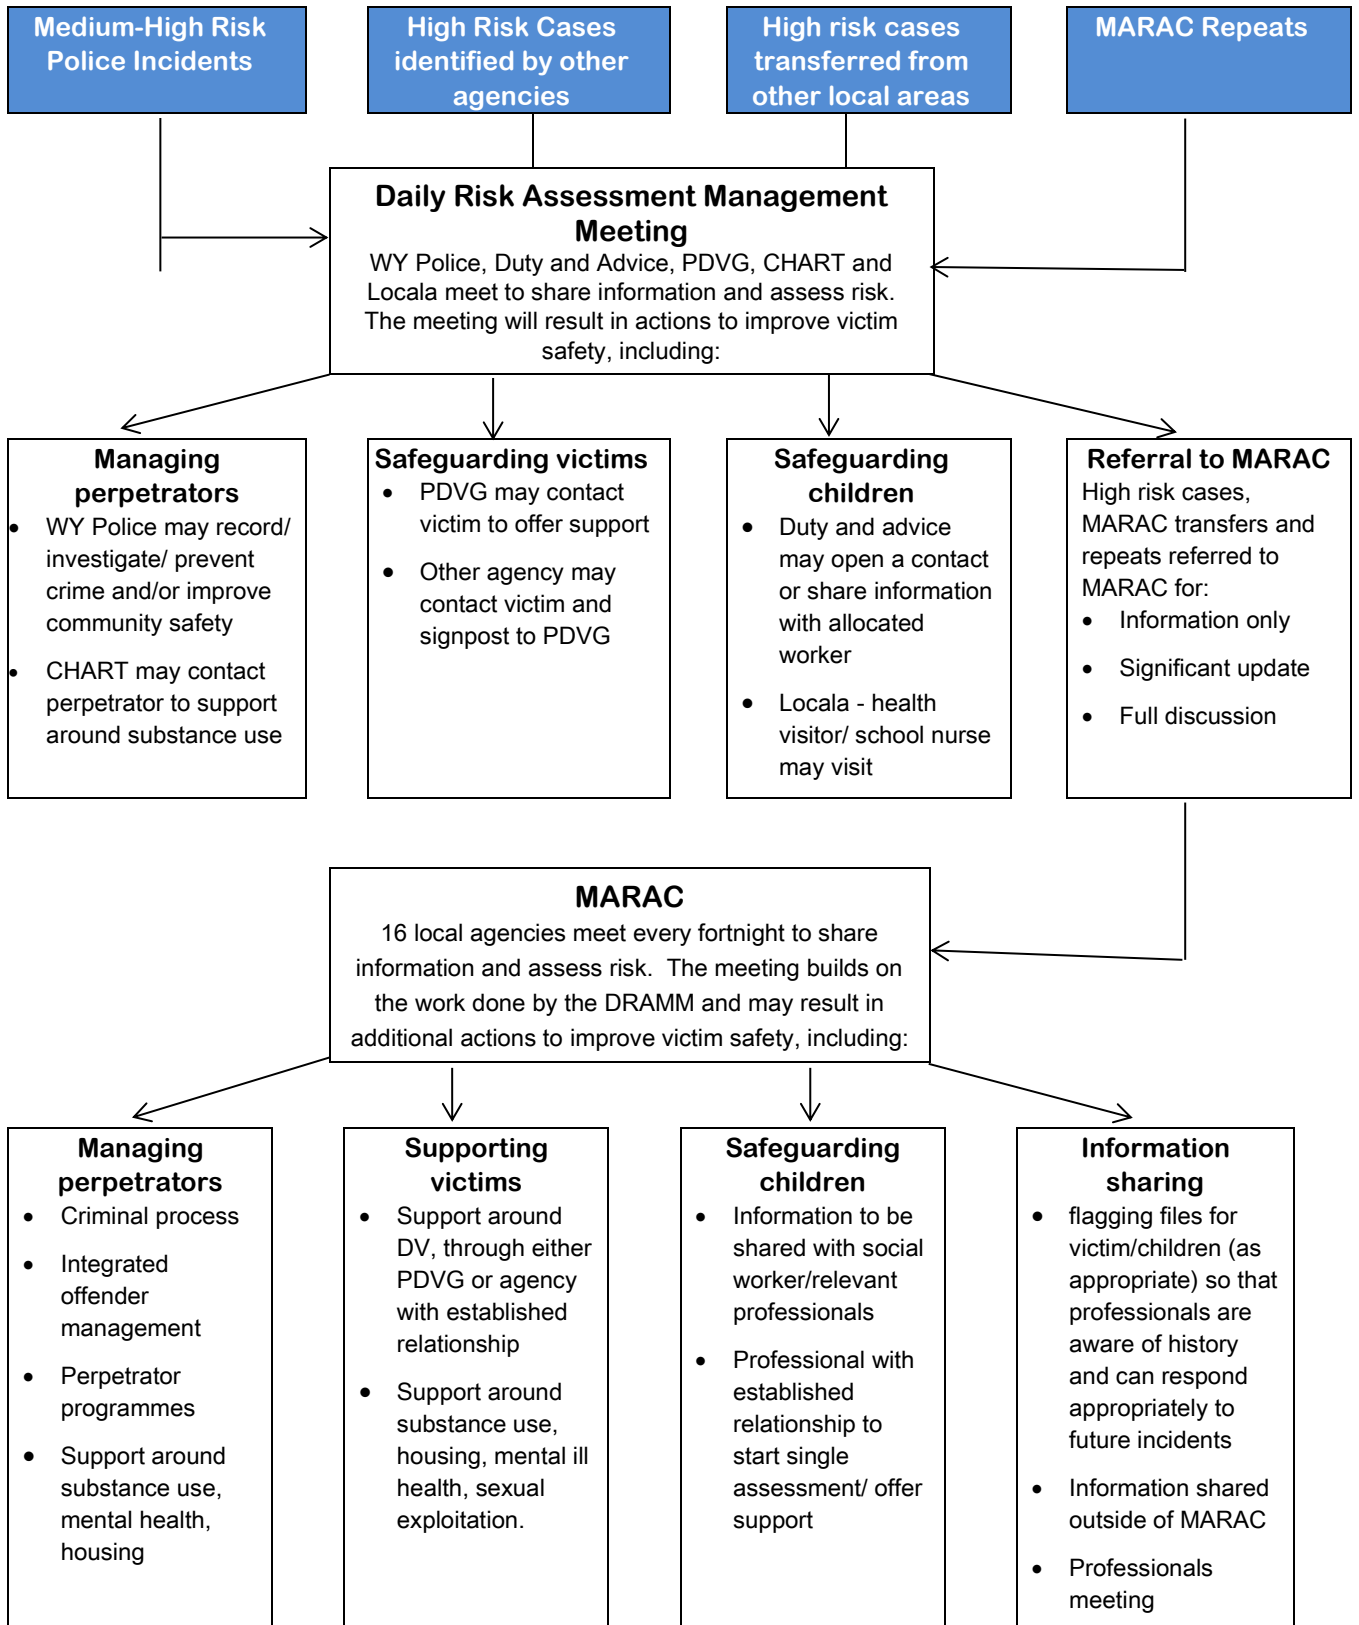 Medium-High Risk
Police Incidents
High Risk Cases
identified by other
agencies
High risk cases
transferred from
other local areas
MARAC Repeats
Daily Risk Assessment Management
Meeting
WY Police, Duty and Advice, PDVG, CHART and
Locala meet to share information and assess risk.
The meeting will result in actions to improve victim
safety, including:
Managing
perpetrators
• WY Police may record/
investigate/ prevent
crime and/or improve
community safety
• CHART may contact
perpetrator to support
around substance use
Safeguarding victims
• PDVG may contact
victim to offer support
• Other agency may
contact victim and
signpost to PDVG
Safeguarding
children
• Duty and advice
may open a contact
or share information
with allocated
worker
• Locala - health
visitor/ school nurse
may visit
Referral to MARAC
High risk cases,
MARAC transfers and
repeats referred to
MARAC for:
• Information only
• Significant update
• Full discussion
MARAC
16 local agencies meet every fortnight to share
information and assess risk.  The meeting builds on
the work done by the DRAMM and may result in
additional actions to improve victim safety, including:
Managing
perpetrators
• Criminal process
• Integrated
offender
management
• Perpetrator
programmes
• Support around
substance use,
mental health,
housing
Supporting
victims
• Support around
DV, through either
PDVG or agency
with established
relationship
• Support around
substance use,
housing, mental ill
health, sexual
exploitation.
Safeguarding
children
• Information to be
shared with social
worker/relevant
professionals
• Professional with
established
relationship to
start single
assessment/ offer
support
Information
sharing
• flagging files for
victim/children (as
appropriate) so that
professionals are
aware of history
and can respond
appropriately to
future incidents
• Information shared
outside of MARAC
• Professionals
meeting